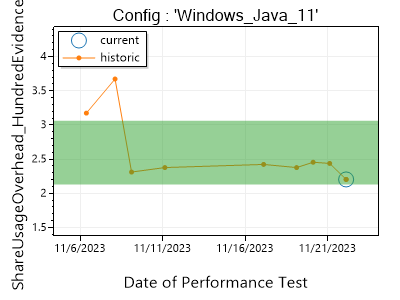 Config : 'Windows_Java_11'
current
historic
ShareUsageOverhead_HundredEvidence
4
3.5
3
2.5
2
1.5
11/6/2023
11/11/2023
11/16/2023
11/21/2023
Date of Performance Test